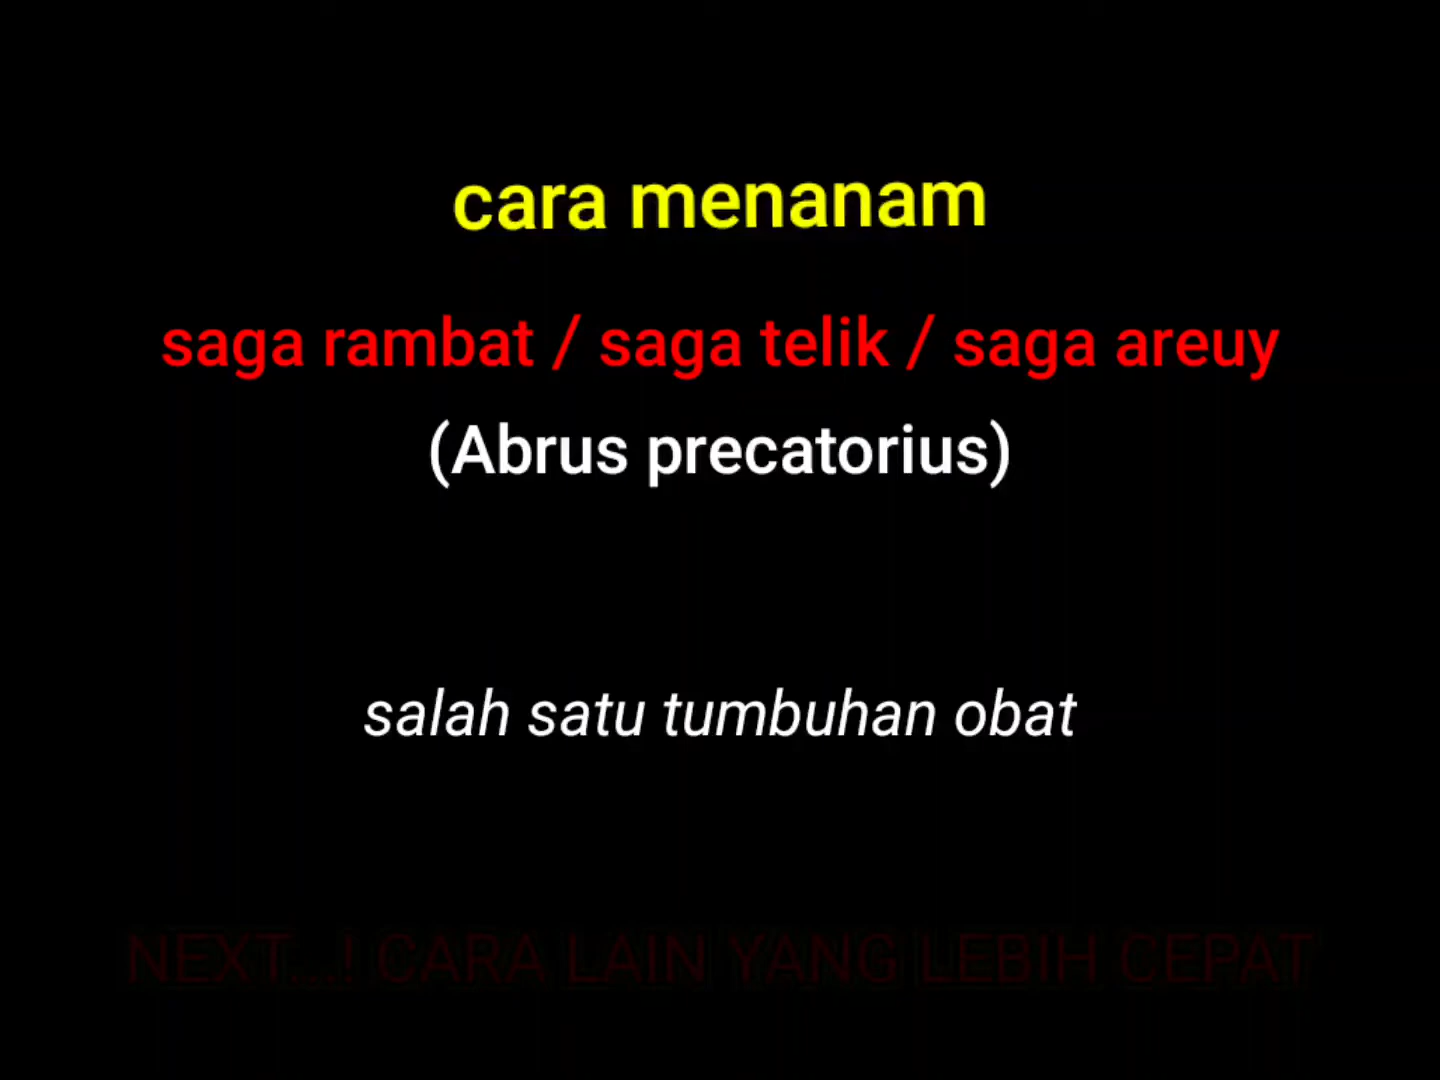 cara menanam
saga rambat / saga telik / saga areuy
(Abrus precatorius)
salah satu tumbuhan obat
NEXT...! CARA LAIN YANG LEBIH CEPAT